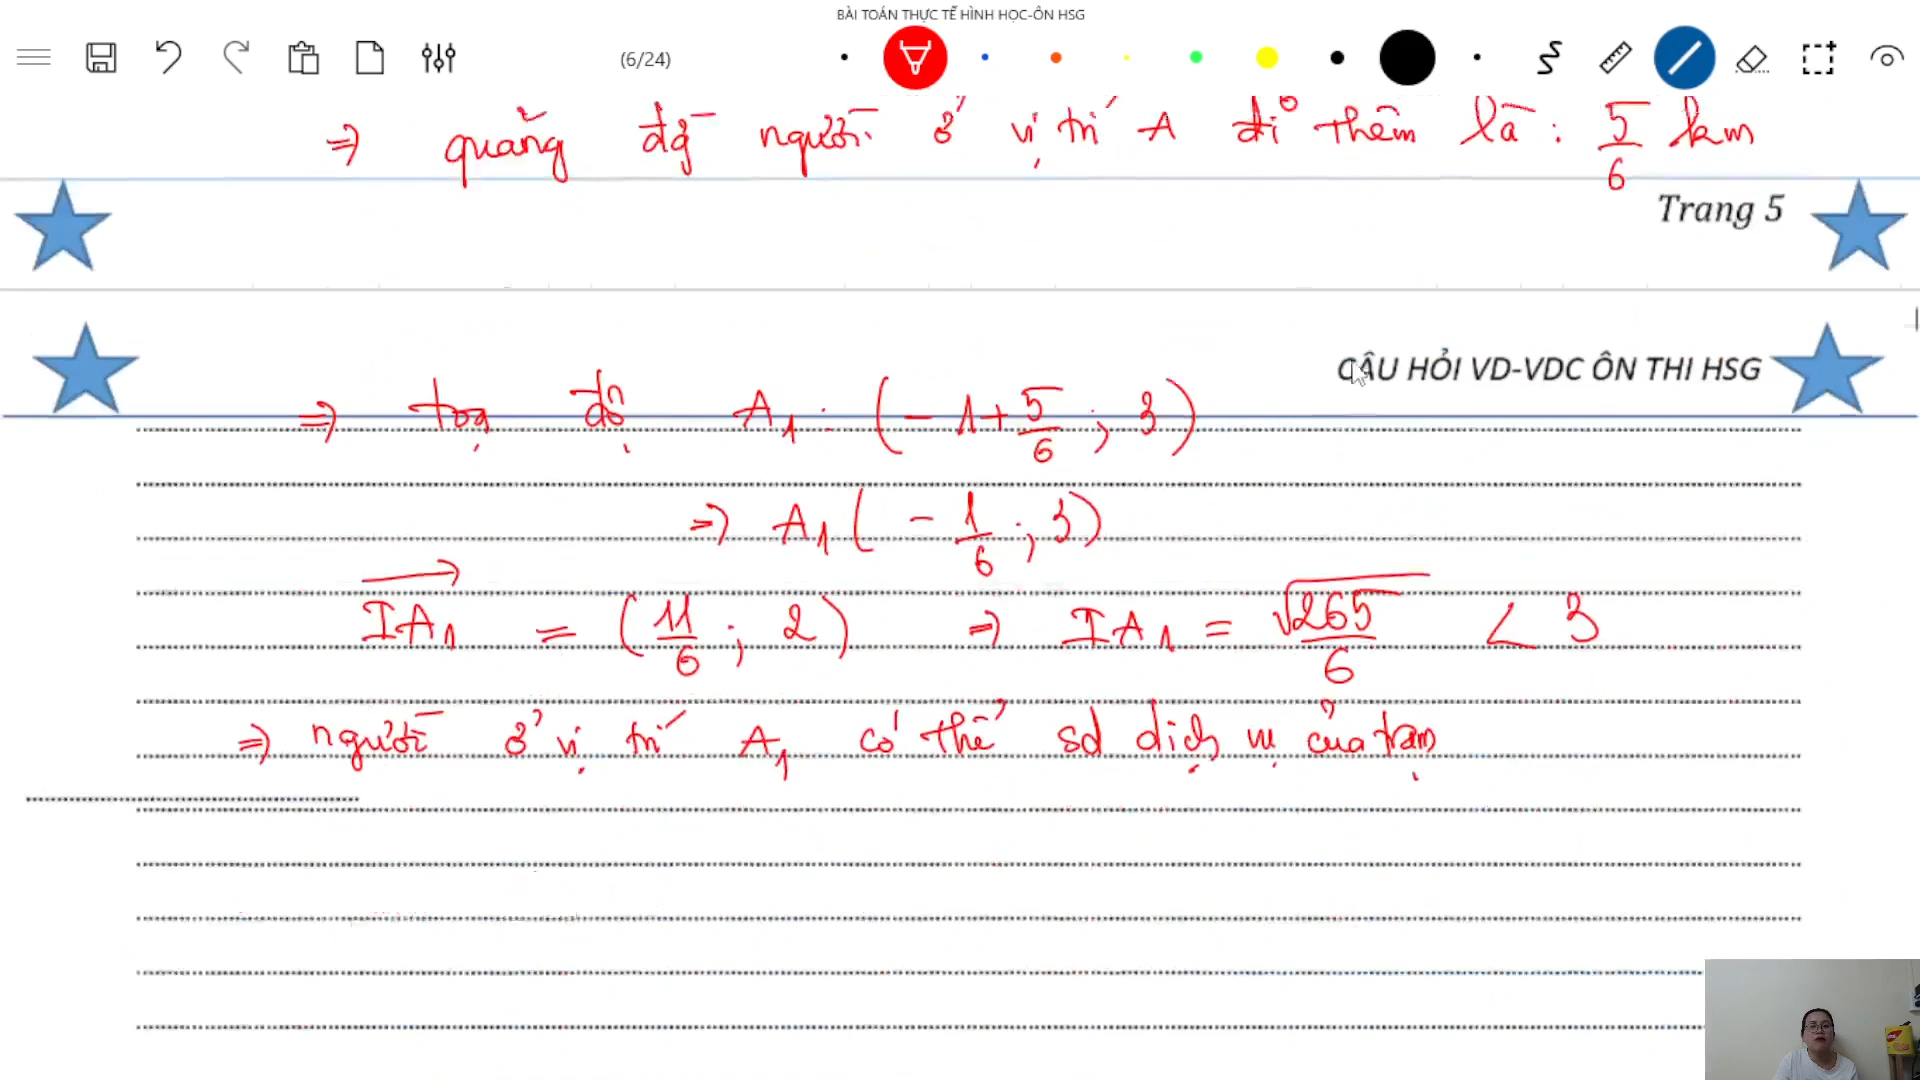 BÀI TOÁN THỰC TẾ HÌNH HỌC-ÔN HSG
(6/24)
=> quãng đg người ở vị trí A đi thêm là : 5/6 km
Trang 5
CÂU HỎI VD-VDC ÔN THI HSG
=> toạ độ A₁ : (-1+5/6 ; 3)
=> A₁(-1/6 ; 3)
\overrightarrow{IA₁} = (11/6 ; 2) => IA₁ = √265/6 < 3
=> người ở vị trí A₁ có thể sd dịch vụ của trạm